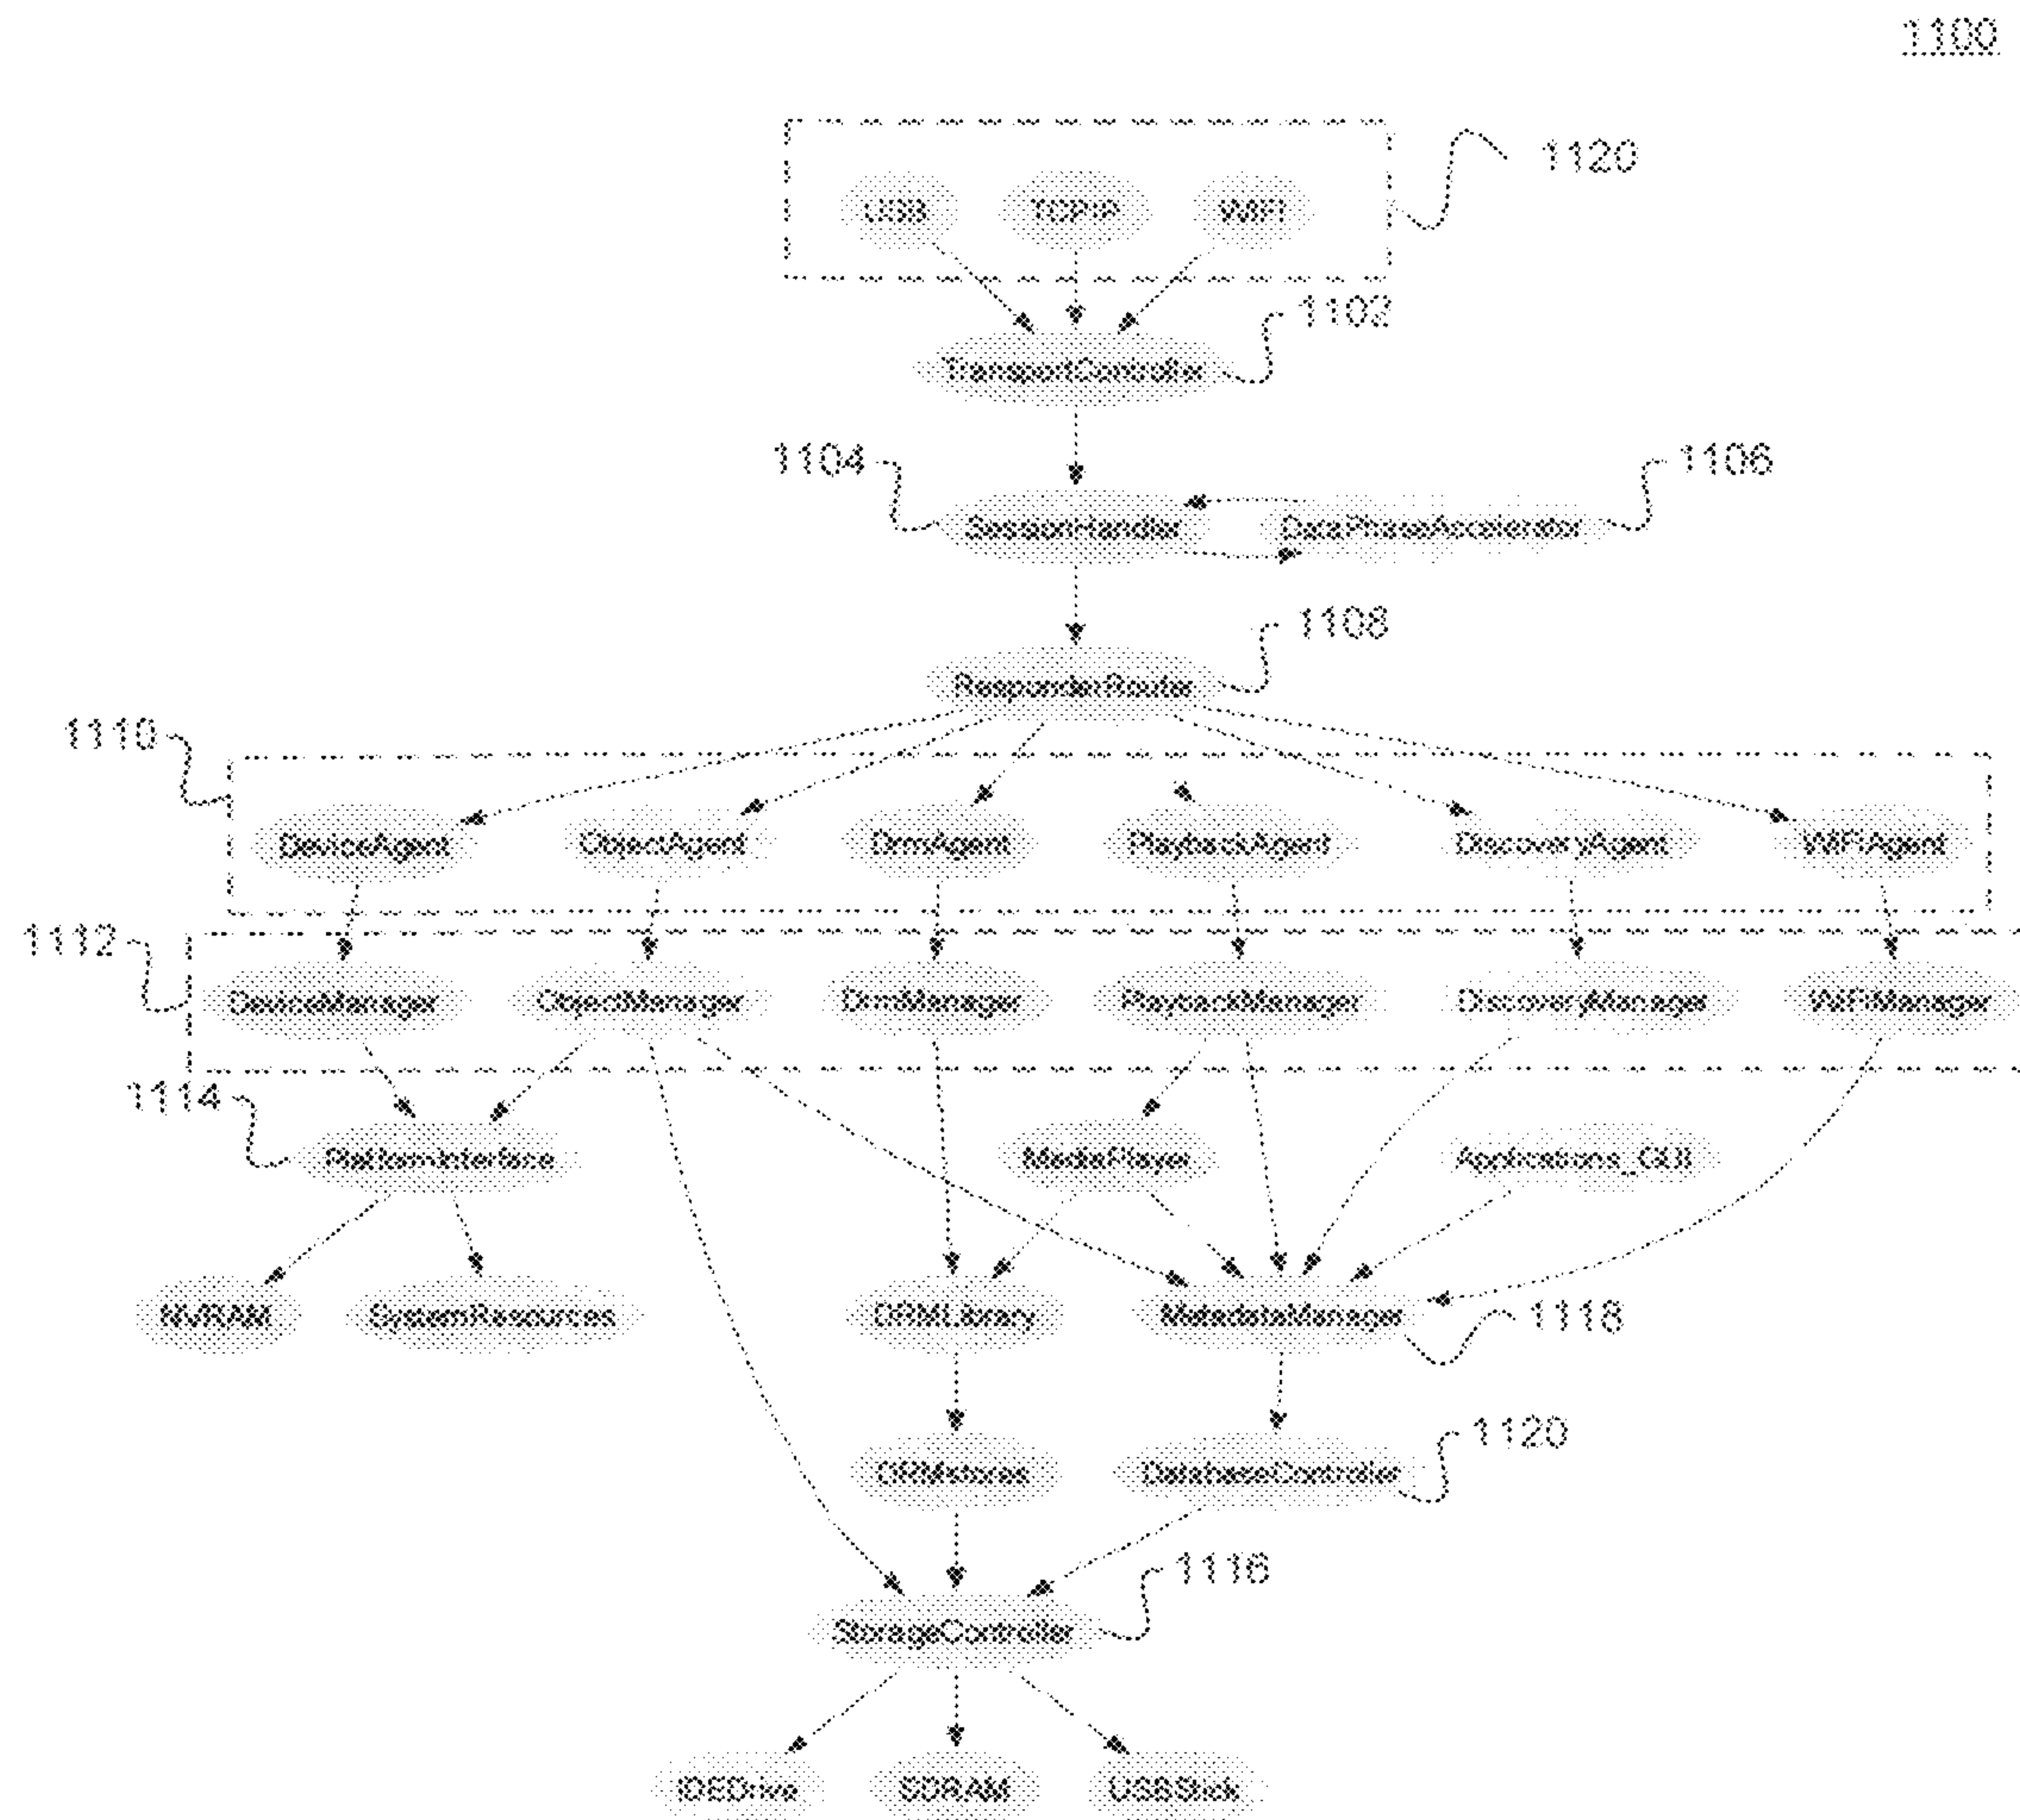 1100
1120
USB TCP-IP WiFi
1102
TransportController
1104 1106
SessionHandler DataPhaseAccelerator
1108
ResponderRouter
1110
DeviceAgent ObjectAgent DrmAgent PlaybackAgent DiscoveryAgent WiFiAgent
1112
DeviceManager ObjectManager DrmManager PlaybackManager DiscoveryManager WiFiManager
1114
PlatformInterface MediaPlayer Applications_GUI
NVRAM SystemResources DRMLibrary MetadataManager 1118
1120
DRMstores DatabaseController
1116
StorageController
IDEDrive SDRAM USBStick